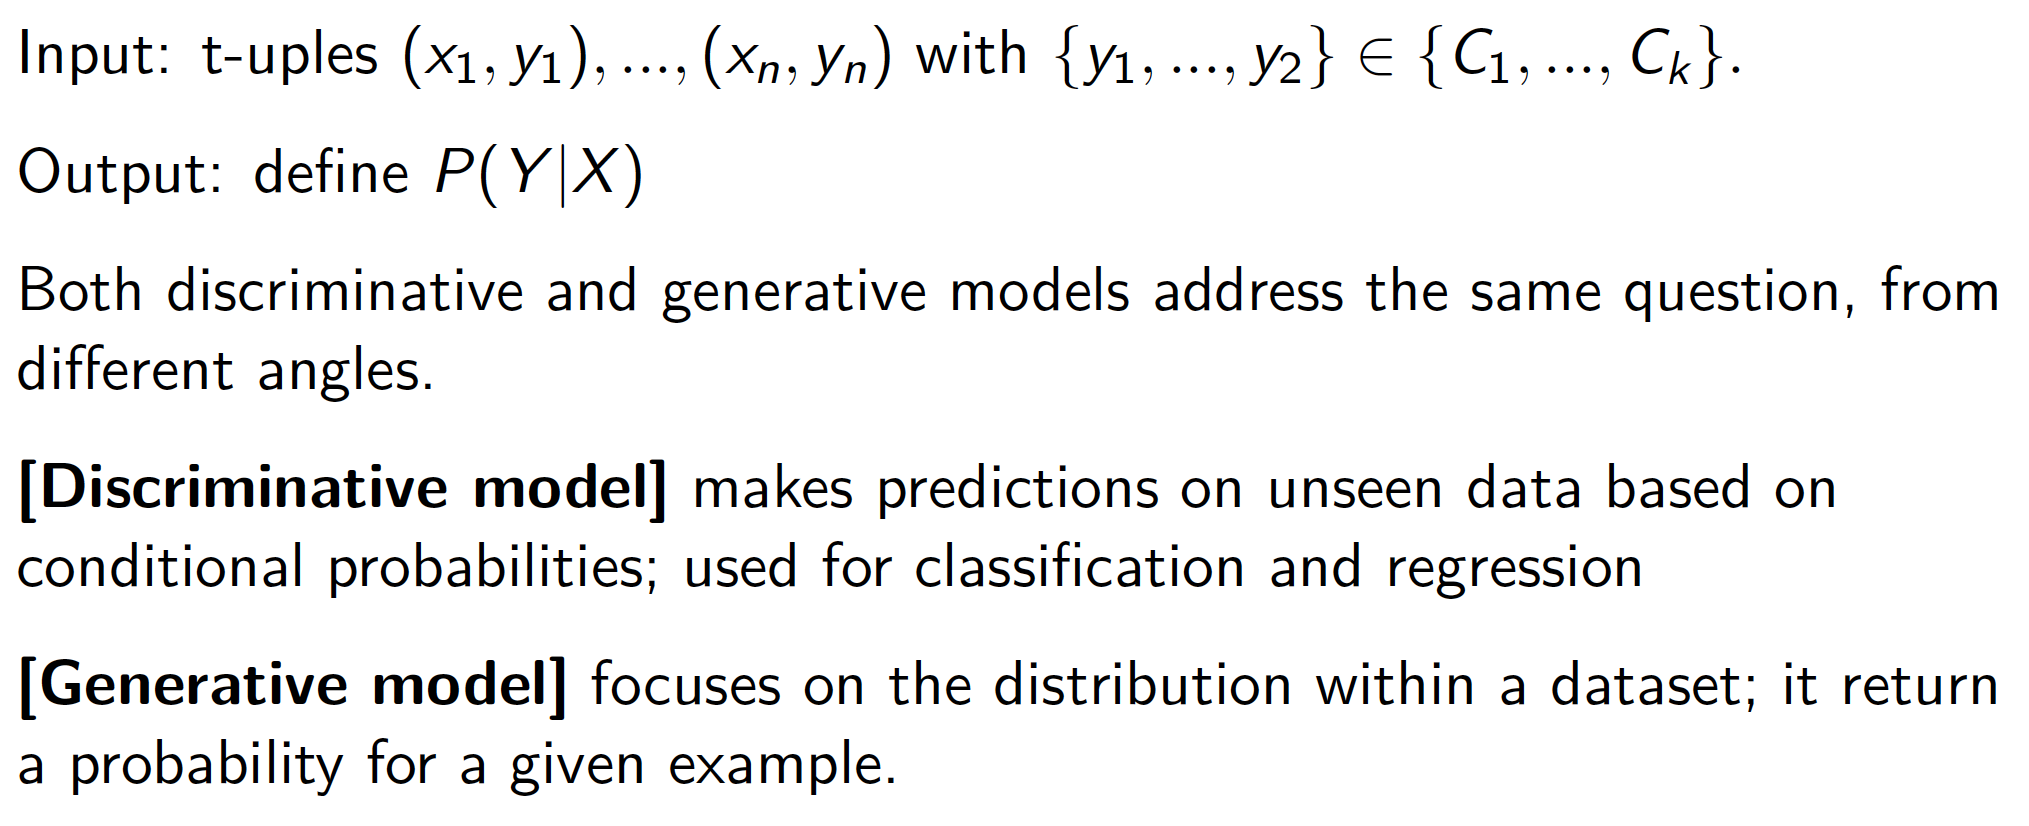 Input: t-uples (x₁, y₁), ..., (xₙ, yₙ) with {y₁, ..., y₂} ∈ {C₁, ..., Cₖ}.
Output: define P(Y|X)
Both discriminative and generative models address the same question, from
different angles.
[Discriminative model] makes predictions on unseen data based on
conditional probabilities; used for classification and regression
[Generative model] focuses on the distribution within a dataset; it return
a probability for a given example.